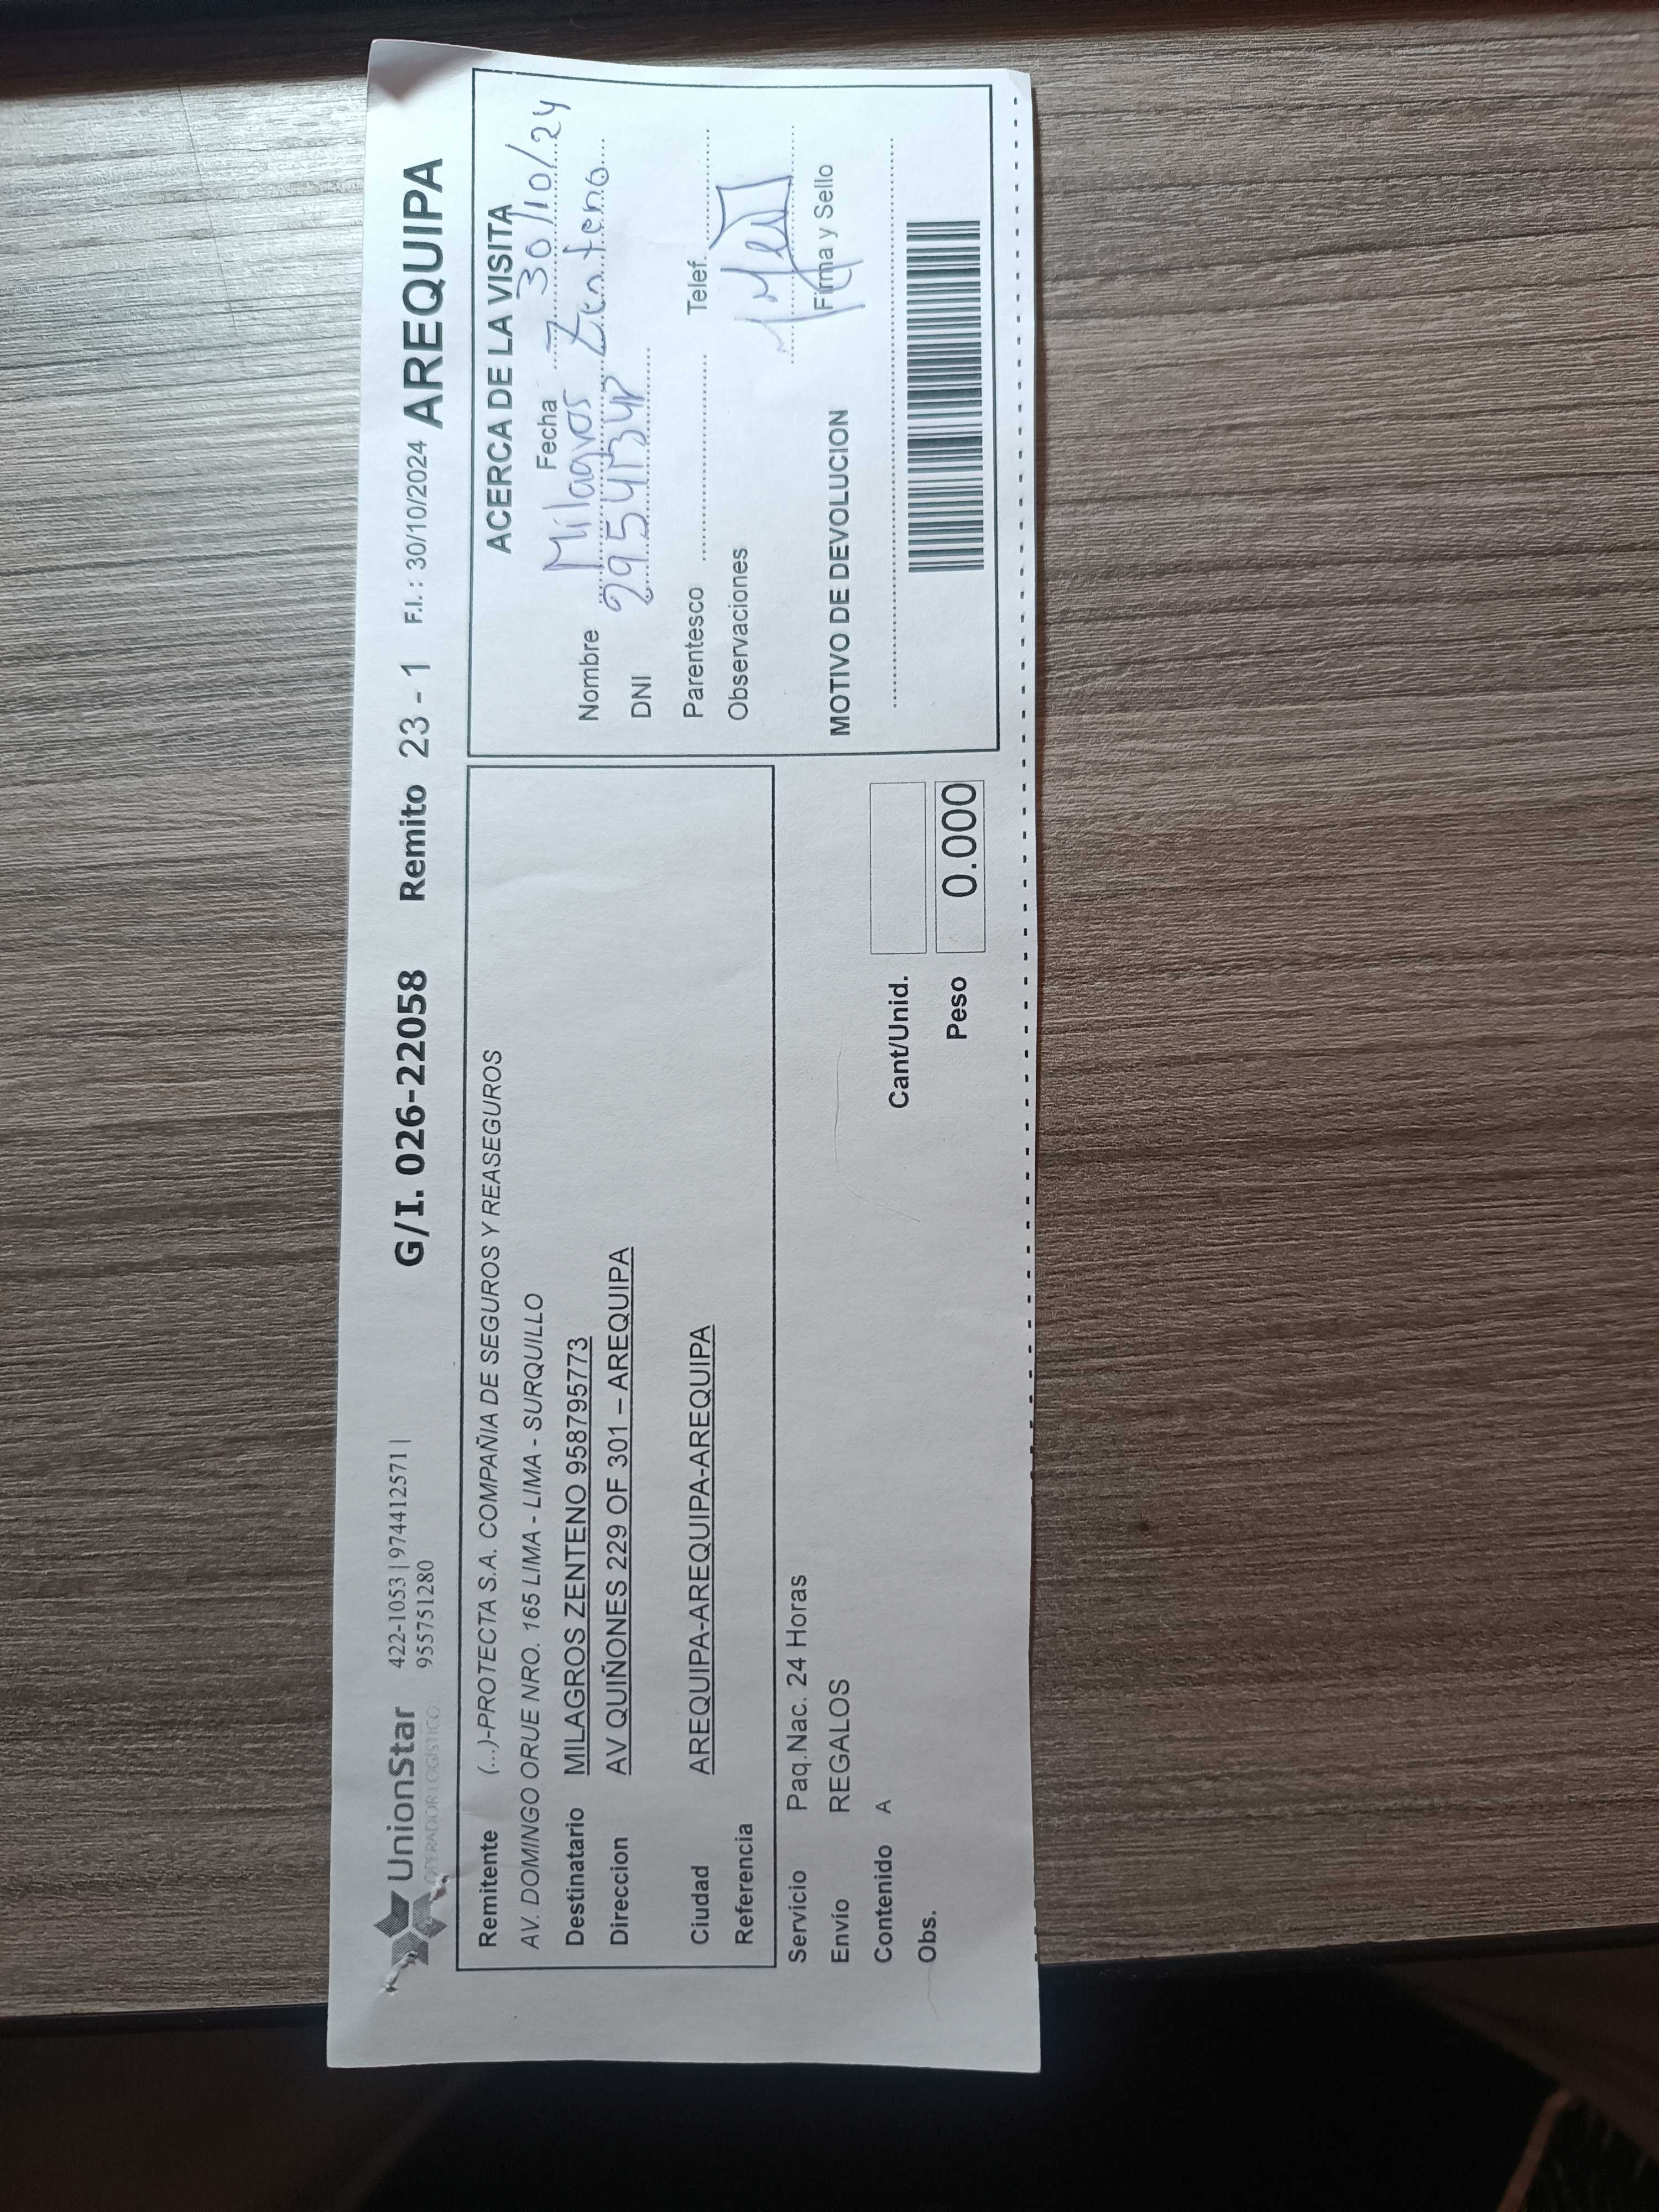 UnionStar
OPERADOR LOGÍSTICO
422-1053 | 974412571 |
955751280
G/I. 026-22058 Remito 23 - 1 F.I. : 30/10/2024 AREQUIPA
Remitente (...)-PROTECTA S.A. COMPAÑIA DE SEGUROS Y REASEGUROS
AV. DOMINGO ORUE NRO. 165 LIMA - LIMA - SURQUILLO
Destinatario MILAGROS ZENTENO 958795773
Direccion AV QUIÑONES 229 OF 301 – AREQUIPA
Ciudad AREQUIPA-AREQUIPA-AREQUIPA
Referencia
Servicio Paq.Nac. 24 Horas
Envío REGALOS
Contenido A
Obs.
Cant/Unid.
Peso 0.000
ACERCA DE LA VISITA
Fecha 30/10/24
Nombre Milagros Zenteno
DNI
Parentesco Telef.
Observaciones
Firma y Sello
MOTIVO DE DEVOLUCION